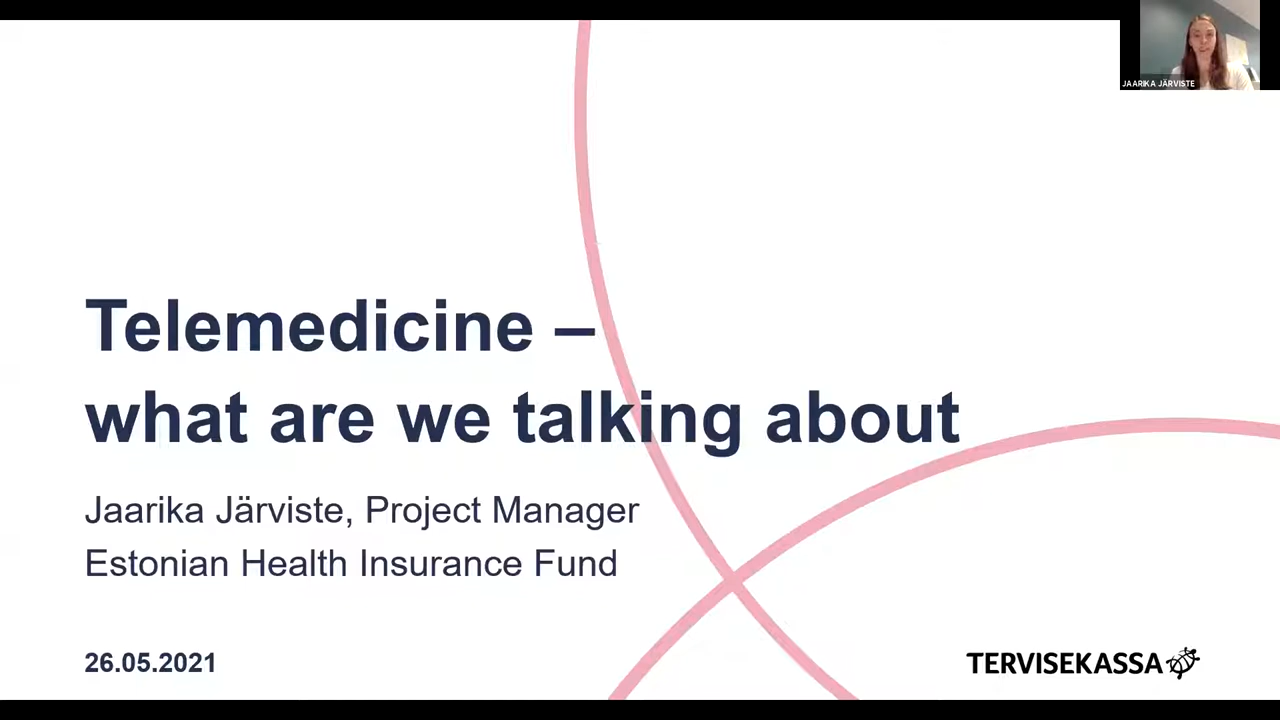 JAARIKA JÄRVISTE
Telemedicine –
what are we talking about
Jaarika Järviste, Project Manager
Estonian Health Insurance Fund
26.05.2021
TERVISEKASSA